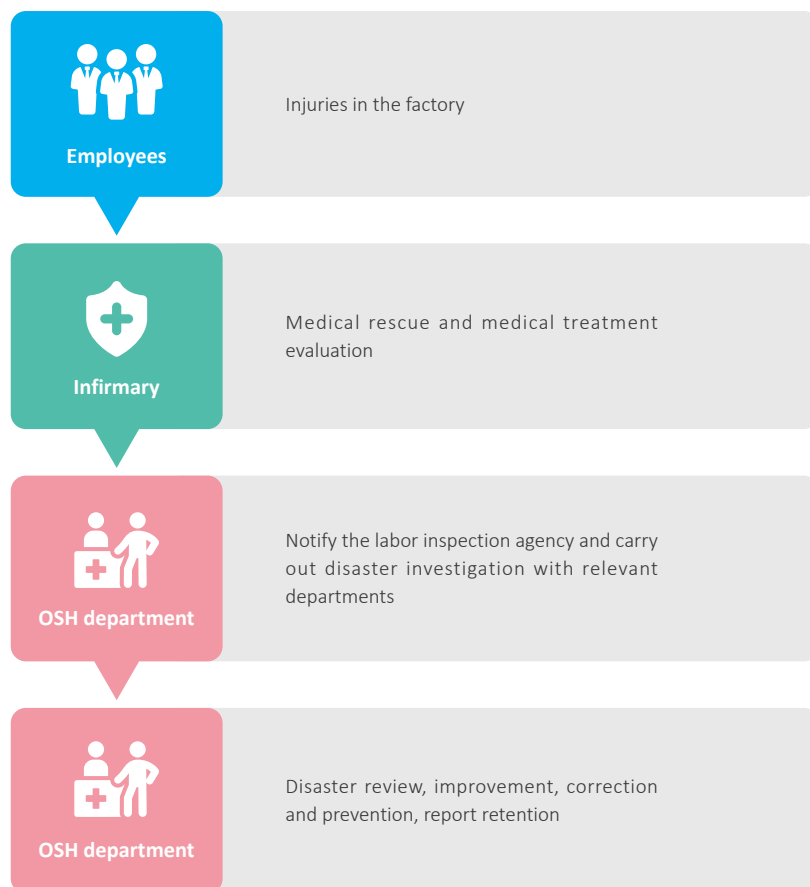 Employees
Injuries in the factory
Infirmary
Medical rescue and medical treatment
evaluation
OSH department
Notify the labor inspection agency and carry
out disaster investigation with relevant
departments
OSH department
Disaster review, improvement, correction
and prevention, report retention